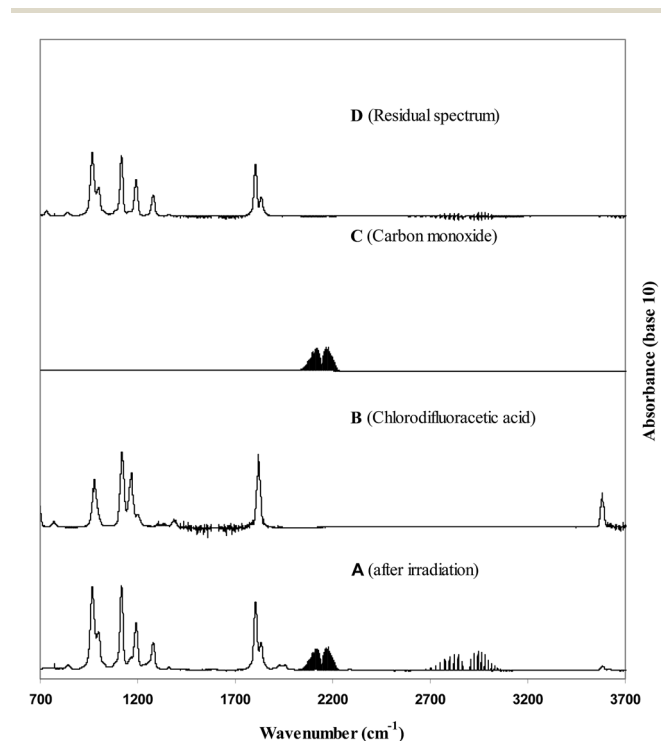 D (Residual spectrum)
C (Carbon monoxide)
B (Chlorodifluoracetic acid)
A (after irradiation)
Absorbance (base 10)
700 1200 1700 2200 2700 3200 3700
Wavenumber (cm-1)